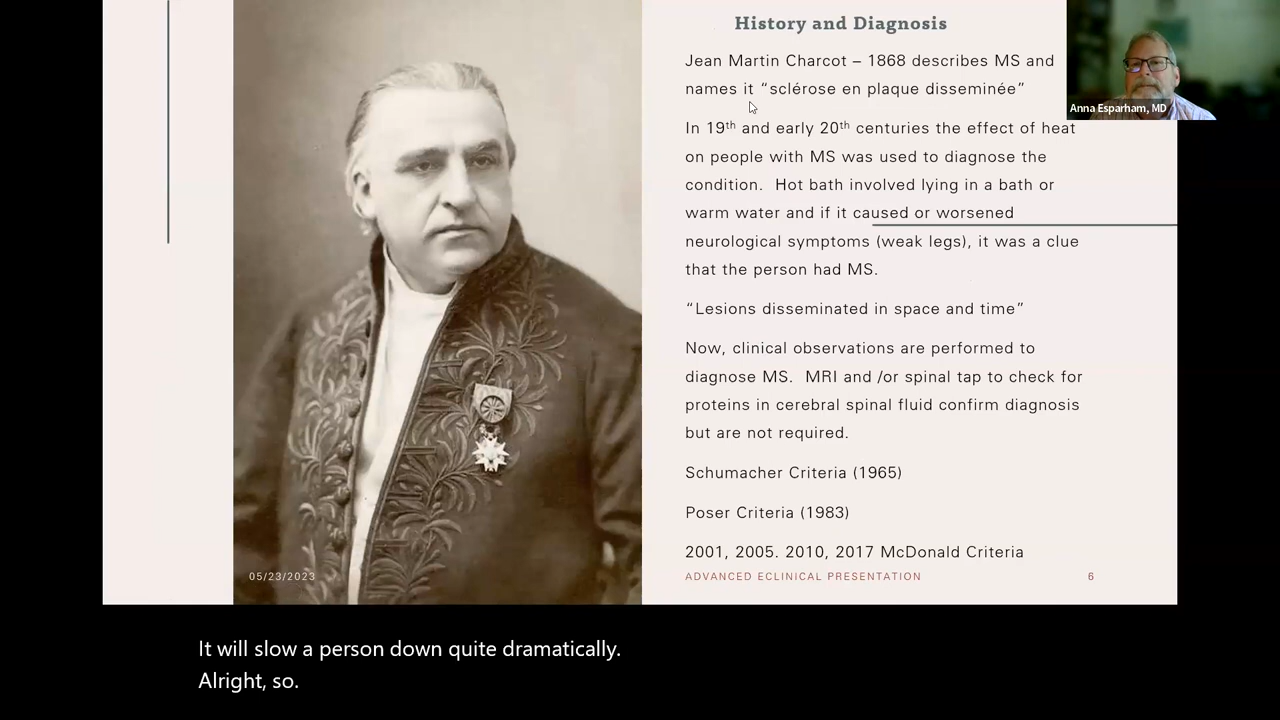 History and Diagnosis
Jean Martin Charcot – 1868 describes MS and
names it “sclérose en plaque disseminée”
In 19th and early 20th centuries the effect of heat
on people with MS was used to diagnose the
condition.  Hot bath involved lying in a bath or
warm water and if it caused or worsened
neurological symptoms (weak legs), it was a clue
that the person had MS.
“Lesions disseminated in space and time”
Now, clinical observations are performed to
diagnose MS.  MRI and /or spinal tap to check for
proteins in cerebral spinal fluid confirm diagnosis
but are not required.
Schumacher Criteria (1965)
Poser Criteria (1983)
2001, 2005. 2010, 2017 McDonald Criteria
05/23/2023
ADVANCED ECLINICAL PRESENTATION
6
Anna Esparham, MD
It will slow a person down quite dramatically.
Alright, so.